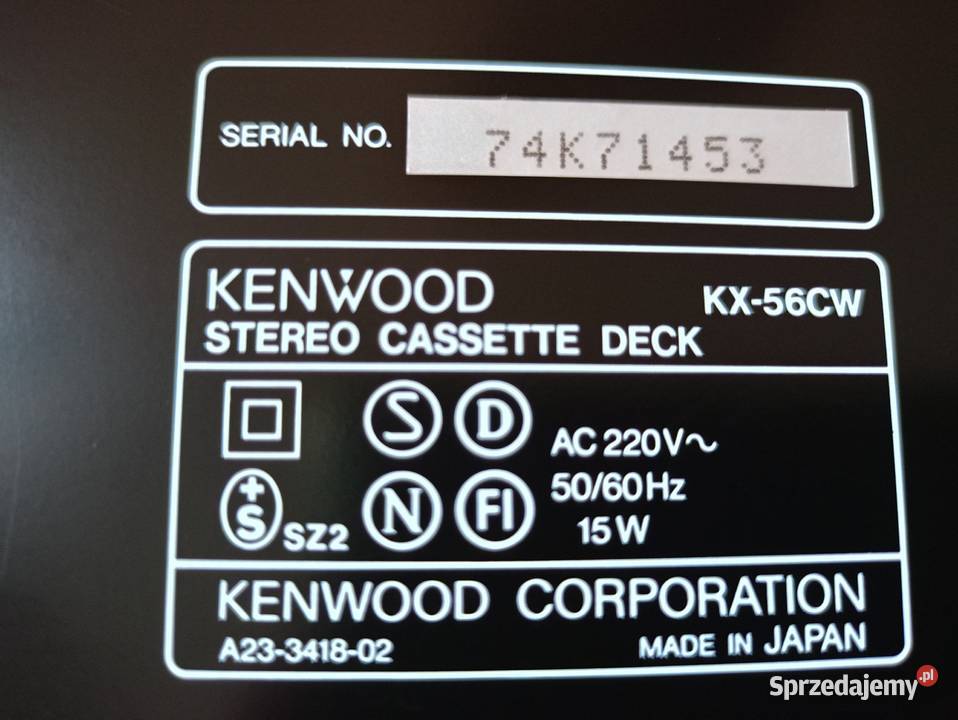 SERIAL NO. 74K71453
KENWOOD KX-56CW
STEREO CASSETTE DECK
S D AC 220V~
50/60Hz
+S SZ2 N FI 15W
KENWOOD CORPORATION
A23-3418-02 MADE IN JAPAN
Sprzedajemy.pl